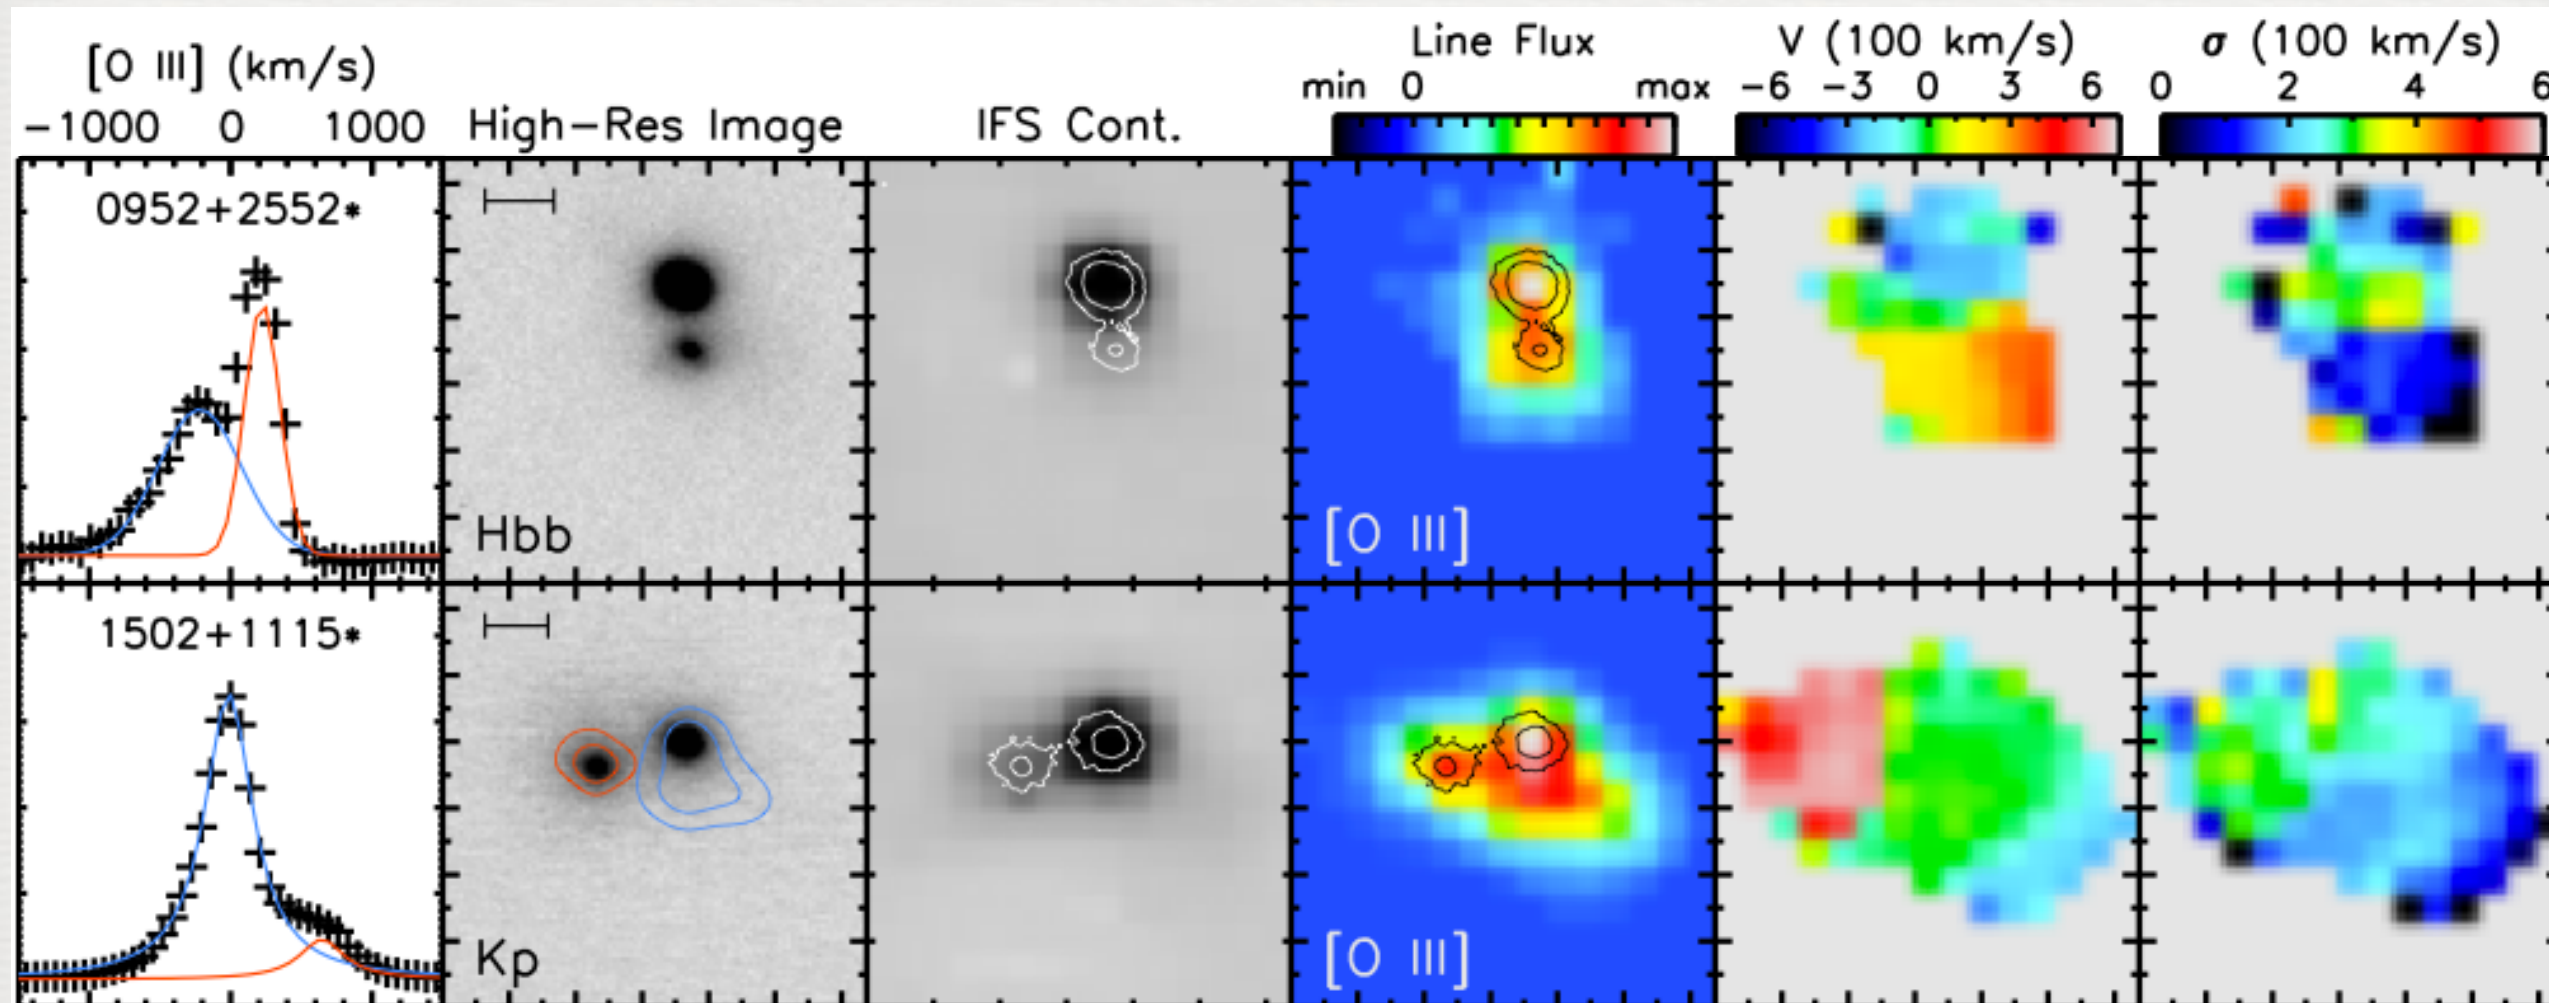 [O III] (km/s)
−1000 0 1000
High−Res Image
IFS Cont.
Line Flux
min 0 max
V (100 km/s)
−6 −3 0 3 6
σ (100 km/s)
0 2 4 6
0952+2552*
Hbb
[O III]
1502+1115*
Kp
[O III]